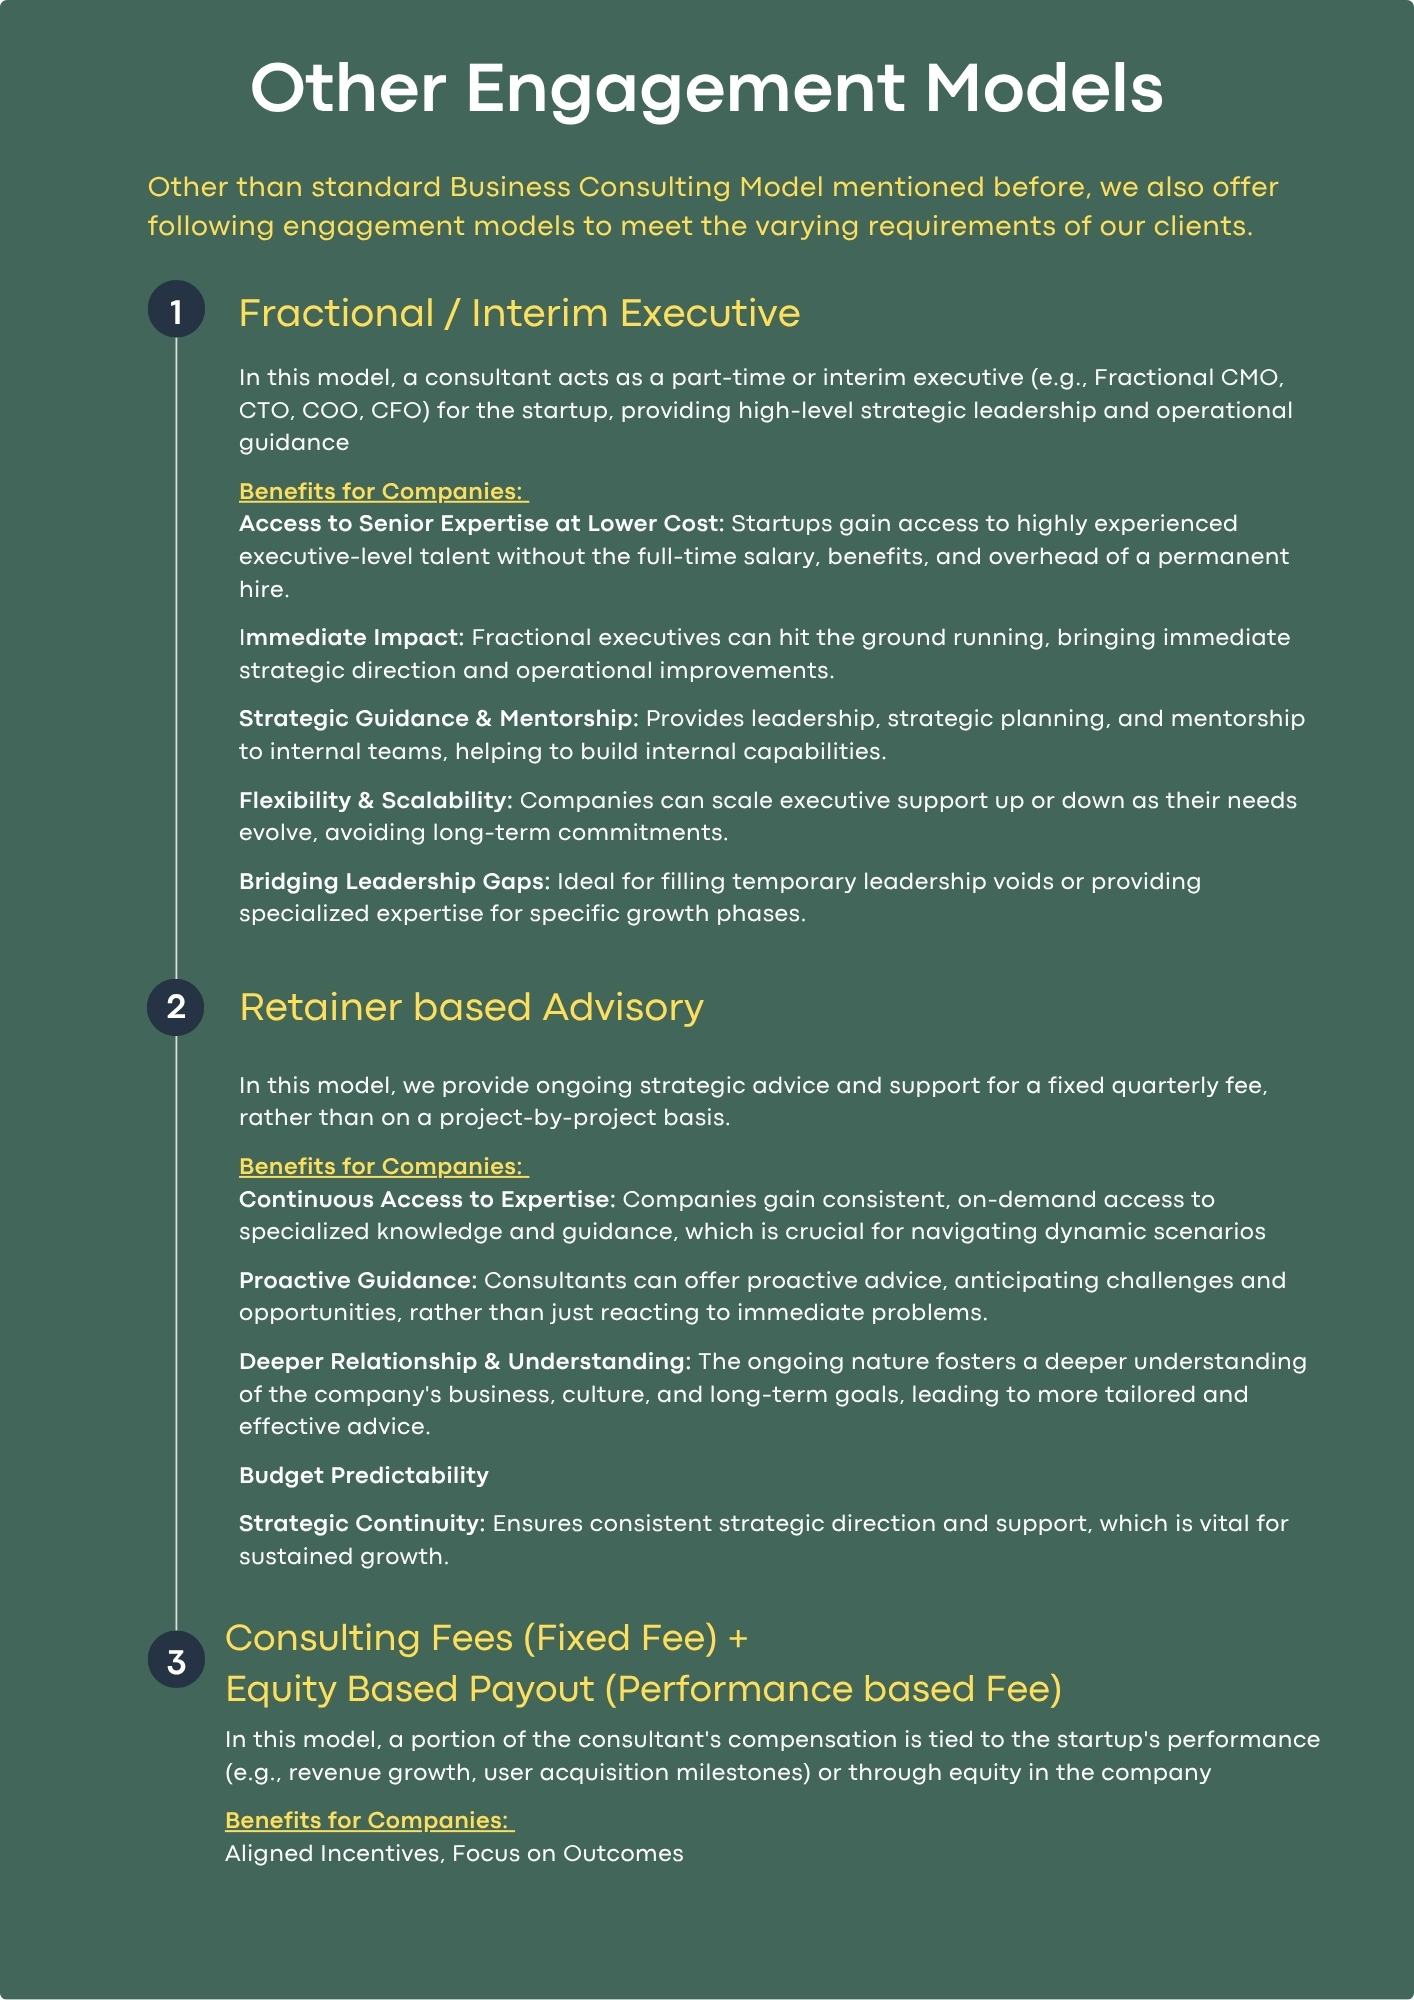 Other Engagement Models
Other than standard Business Consulting Model mentioned before, we also offer
following engagement models to meet the varying requirements of our clients.
1
Fractional / Interim Executive
In this model, a consultant acts as a part-time or interim executive (e.g., Fractional CMO,
CTO, COO, CFO) for the startup, providing high-level strategic leadership and operational
guidance
Benefits for Companies:
Access to Senior Expertise at Lower Cost: Startups gain access to highly experienced
executive-level talent without the full-time salary, benefits, and overhead of a permanent
hire.
Immediate Impact: Fractional executives can hit the ground running, bringing immediate
strategic direction and operational improvements.
Strategic Guidance & Mentorship: Provides leadership, strategic planning, and mentorship
to internal teams, helping to build internal capabilities.
Flexibility & Scalability: Companies can scale executive support up or down as their needs
evolve, avoiding long-term commitments.
Bridging Leadership Gaps: Ideal for filling temporary leadership voids or providing
specialized expertise for specific growth phases.
2
Retainer based Advisory
In this model, we provide ongoing strategic advice and support for a fixed quarterly fee,
rather than on a project-by-project basis.
Benefits for Companies:
Continuous Access to Expertise: Companies gain consistent, on-demand access to
specialized knowledge and guidance, which is crucial for navigating dynamic scenarios
Proactive Guidance: Consultants can offer proactive advice, anticipating challenges and
opportunities, rather than just reacting to immediate problems.
Deeper Relationship & Understanding: The ongoing nature fosters a deeper understanding
of the company's business, culture, and long-term goals, leading to more tailored and
effective advice.
Budget Predictability
Strategic Continuity: Ensures consistent strategic direction and support, which is vital for
sustained growth.
3
Consulting Fees (Fixed Fee) +
Equity Based Payout (Performance based Fee)
In this model, a portion of the consultant's compensation is tied to the startup's performance
(e.g., revenue growth, user acquisition milestones) or through equity in the company
Benefits for Companies:
Aligned Incentives, Focus on Outcomes